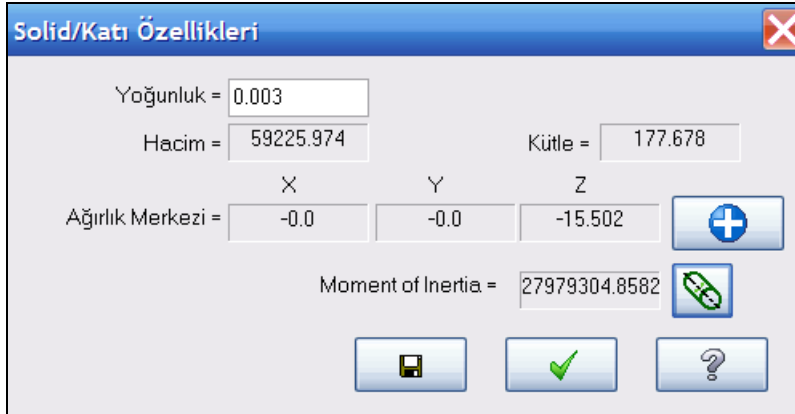 Solid/Katı Özellikleri
Yoğunluk = 0.003
Hacim = 59225.974 Kütle = 177.678
X Y Z
Ağırlık Merkezi = -0.0 -0.0 -15.502
Moment of Inertia = 27979304.8582